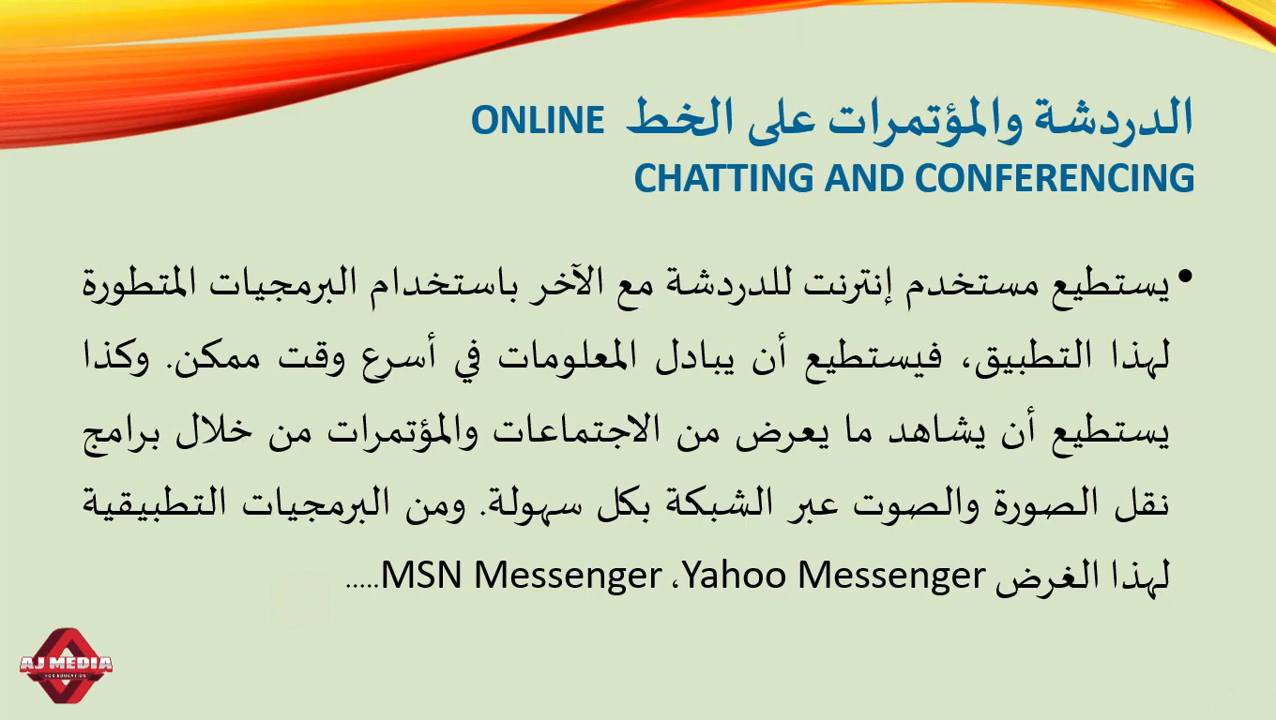 الدردشة والمؤتمرات على الخط ONLINE
CHATTING AND CONFERENCING
• يستطيع مستخدم إنترنت للدردشة مع الآخر باستخدام البرمجيات المتطورة
لهذا التطبيق، فيستطيع أن يبادل المعلومات في أسرع وقت ممكن. وكذا
يستطيع أن يشاهد ما يعرض من الاجتماعات والمؤتمرات من خلال برامج
نقل الصورة والصوت عبر الشبكة بكل سهولة. ومن البرمجيات التطبيقية
لهذا الغرض Yahoo Messenger، MSN Messenger.....
AJ MEDIA
FOR EDUCATION